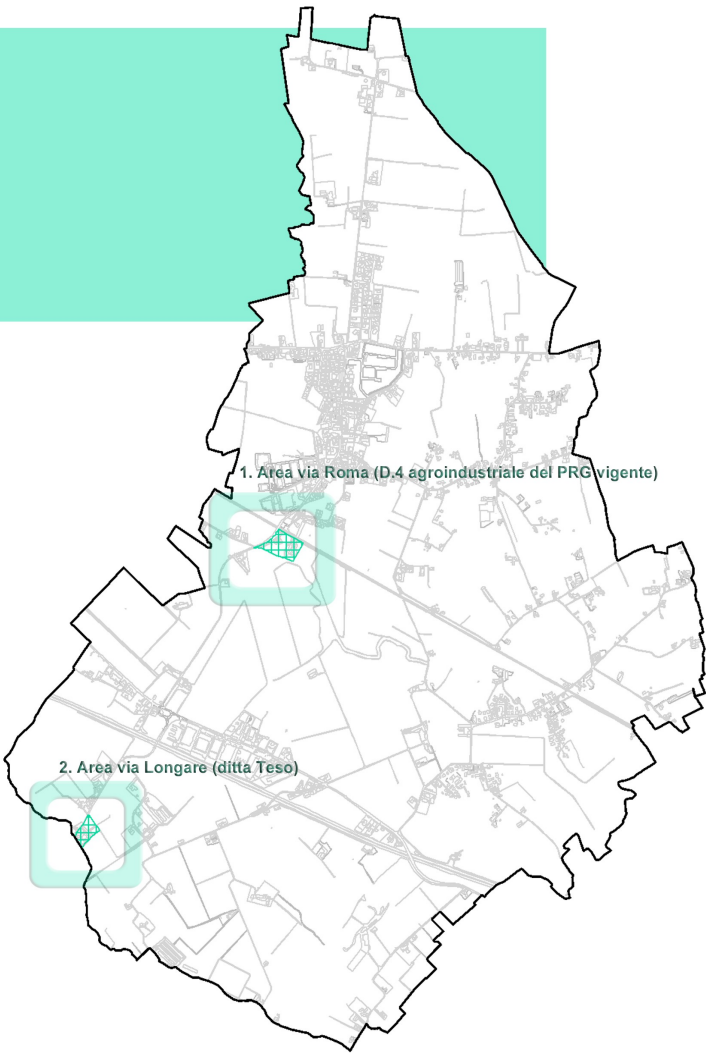 1. Area via Roma (D.4 agroindustriale del PRG vigente)
2. Area via Longare (ditta Teso)